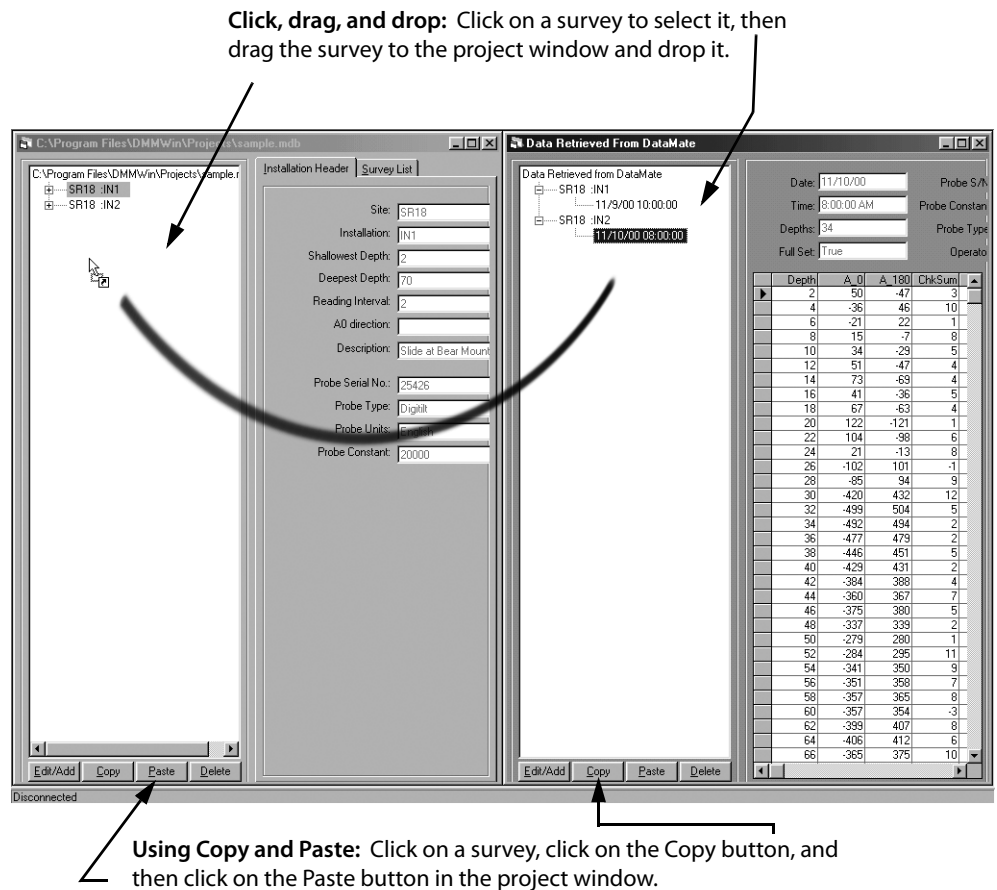 Click, drag, and drop: Click on a survey to select it, then
drag the survey to the project window and drop it.
C:\Program Files\DMMWin\Projects\sample.mdb
C:\Program Files\DMMWin\Projects\sample.r
SR18 :IN1
SR18 :IN2
Installation Header
Survey List
Site: SR18
Installation: IN1
Shallowest Depth: 2
Deepest Depth: 70
Reading Interval: 2
A0 direction:
Description: Slide at Bear Mount
Probe Serial No.: 25426
Probe Type: Digitilt
Probe Units: English
Probe Constant: 20000
Edit/Add Copy Paste Delete
Disconnected
Data Retrieved From DataMate
Data Retrieved from DataMate
SR18 :IN1
11/9/00 10:00:00
SR18 :IN2
11/10/00 08:00:00
Date: 11/10/00 Probe S/N
Time: 8:00:00 AM Probe Constan
Depths: 34 Probe Type
Full Set: True Operato
Depth A_0 A_180 ChkSum
2 50 -47 3
4 -36 46 10
6 -21 22 1
8 15 -7 8
10 34 -29 5
12 51 -47 4
14 73 -69 4
16 41 -36 5
18 67 -63 4
20 122 -121 1
22 104 -98 6
24 21 -13 8
26 -102 101 -1
28 -85 94 9
30 -420 432 12
32 -499 504 5
34 -492 494 2
36 -477 479 2
38 -446 451 5
40 -429 431 2
42 -384 388 4
44 -360 367 7
46 -375 380 5
48 -337 339 2
50 -279 280 1
52 -284 295 11
54 -341 350 9
56 -351 358 7
58 -357 365 8
60 -357 354 -3
62 -399 407 8
64 -406 412 6
66 -365 375 10
Edit/Add Copy Paste Delete
Using Copy and Paste: Click on a survey, click on the Copy button, and
then click on the Paste button in the project window.